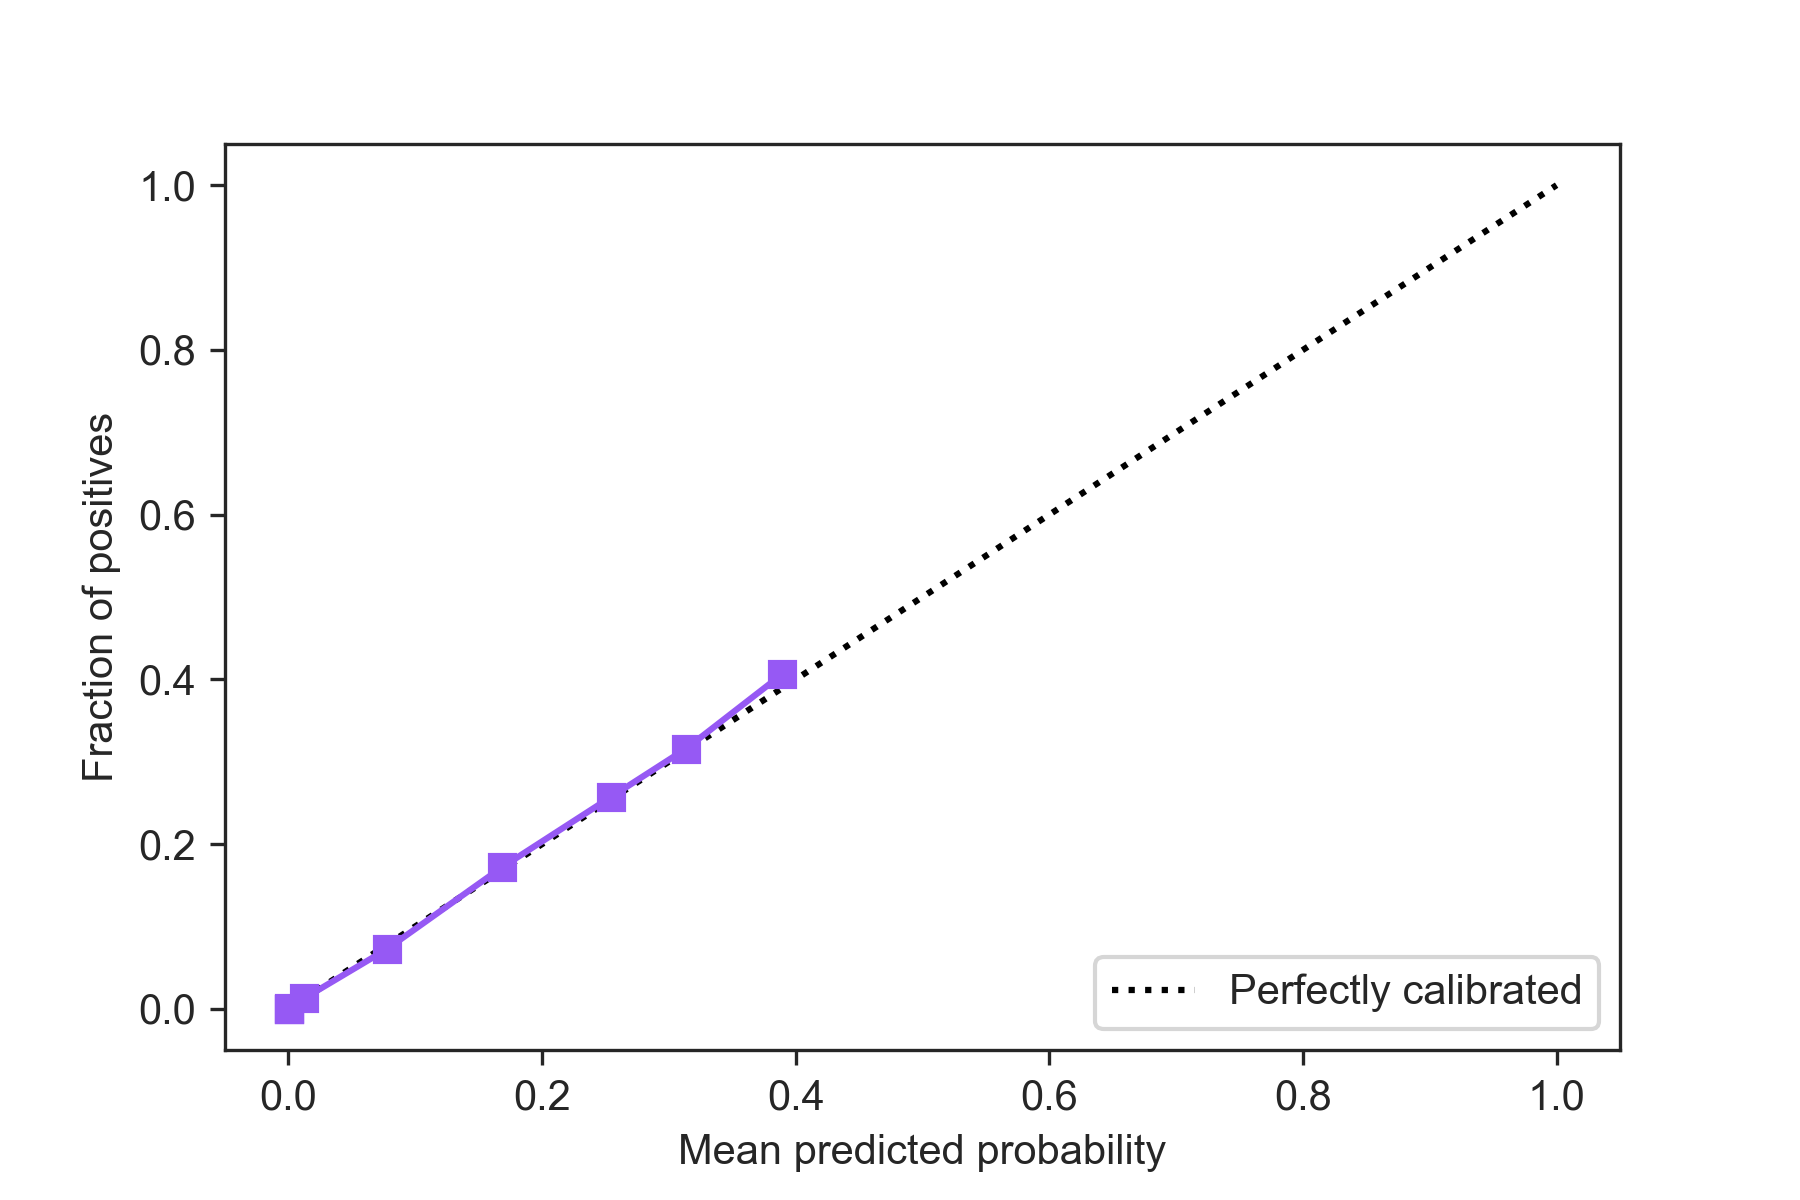 1.0
0.8
0.6
0.4
0.2
0.0
Fraction of positives
Perfectly calibrated
0.0 0.2 0.4 0.6 0.8 1.0
Mean predicted probability